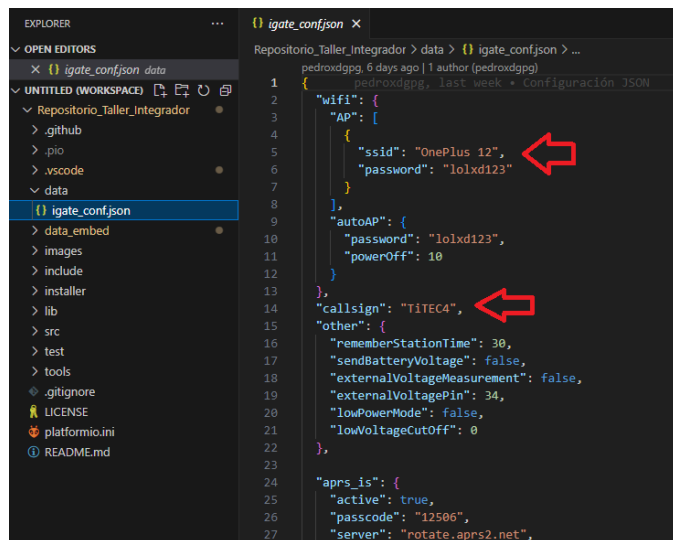 EXPLORER
OPEN EDITORS
igate_conf.json data
UNTITLED (WORKSPACE)
Repositorio_Taller_Integrador
.github
.pio
.vscode
data
igate_conf.json
data_embed
images
include
installer
lib
src
test
tools
.gitignore
LICENSE
platformio.ini
README.md
igate_conf.json
Repositorio_Taller_Integrador > data > {} igate_conf.json > ...
pedroxdgpg, 6 days ago | 1 author (pedroxdgpg)
1 { pedroxdgpg, last week • Configuración JSON
2 "wifi": {
3 "AP": [
4 {
5 "ssid": "OnePlus 12",
6 "password": "lolxd123"
7 }
8 ],
9 "autoAP": {
10 "password": "lolxd123",
11 "powerOff": 10
12 }
13 },
14 "callsign": "TiTEC4",
15 "other": {
16 "rememberStationTime": 30,
17 "sendBatteryVoltage": false,
18 "externalVoltageMeasurement": false,
19 "externalVoltagePin": 34,
20 "lowPowerMode": false,
21 "lowVoltageCutOff": 0
22 },
23
24 "aprs_is": {
25 "active": true,
26 "passcode": "12506",
27 "server": "rotate.aprs2.net",